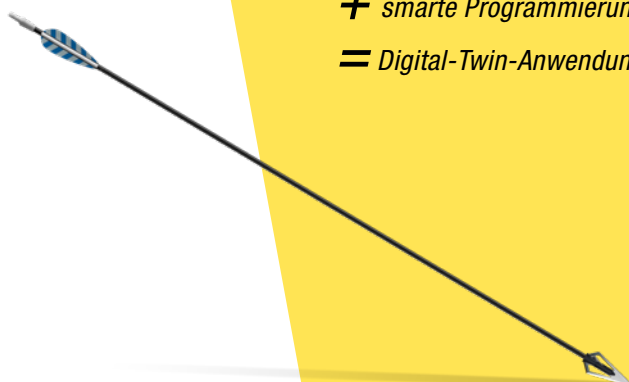 + smarte Programmierun
= Digital-Twin-Anwendun